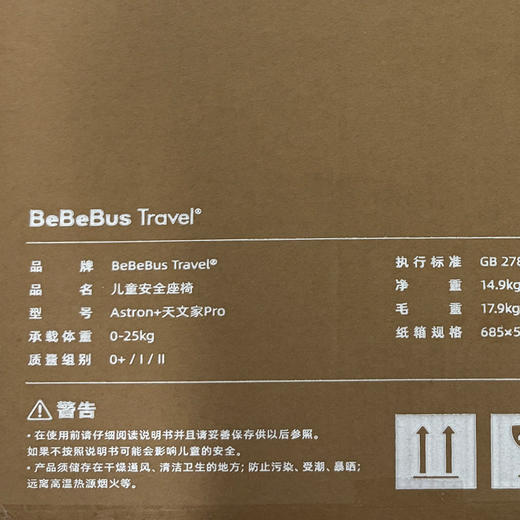 BeBeBus Travel®
品牌 BeBeBus Travel®
品名 儿童安全座椅
型号 Astron+天文家Pro
承载体重 0-25kg
质量组别 0+ / I / II
执行标准 GB 278
净重 14.9kg
毛重 17.9kg
纸箱规格 685×5
警告
·在使用前请仔细阅读说明书并且请妥善保存供以后参照。
如果不按照说明书可能会影响儿童的安全。
·产品须储存在干燥通风、清洁卫生的地方；防止污染、受潮、暴晒；
远离高温热源烟火等。